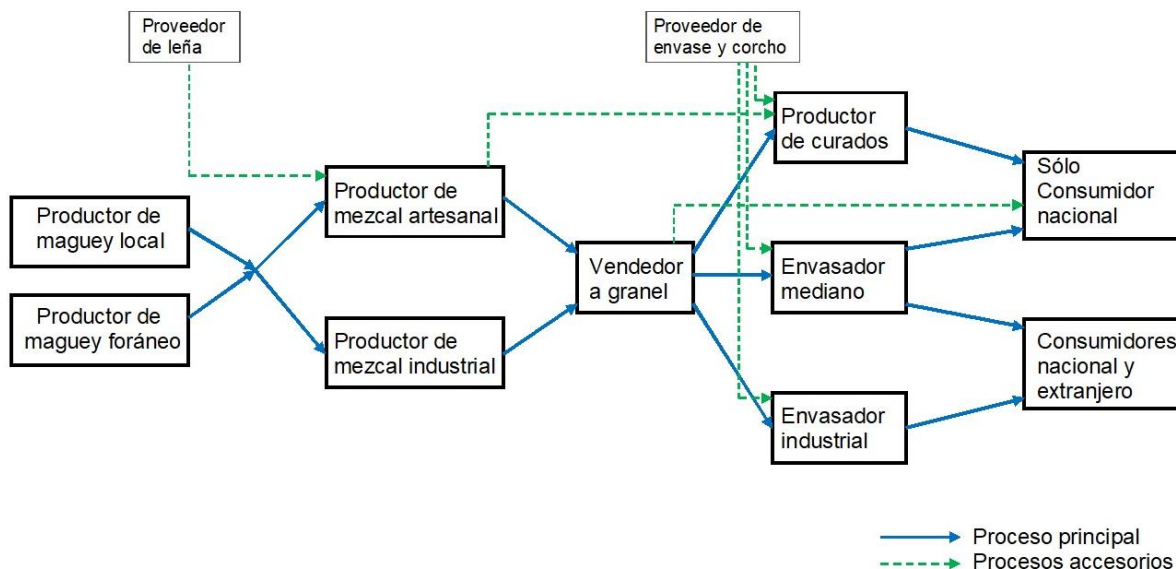 Proveedor
de leña
Proveedor de
envase y corcho
Productor
de curados
Sólo
Consumidor
nacional
Productor de
mezcal artesanal
Productor de
maguey local
Vendedor
a granel
Envasador
mediano
Productor de
maguey foráneo
Productor de
mezcal industrial
Consumidores
nacional y
extranjero
Envasador
industrial
Proceso principal
Procesos accesorios